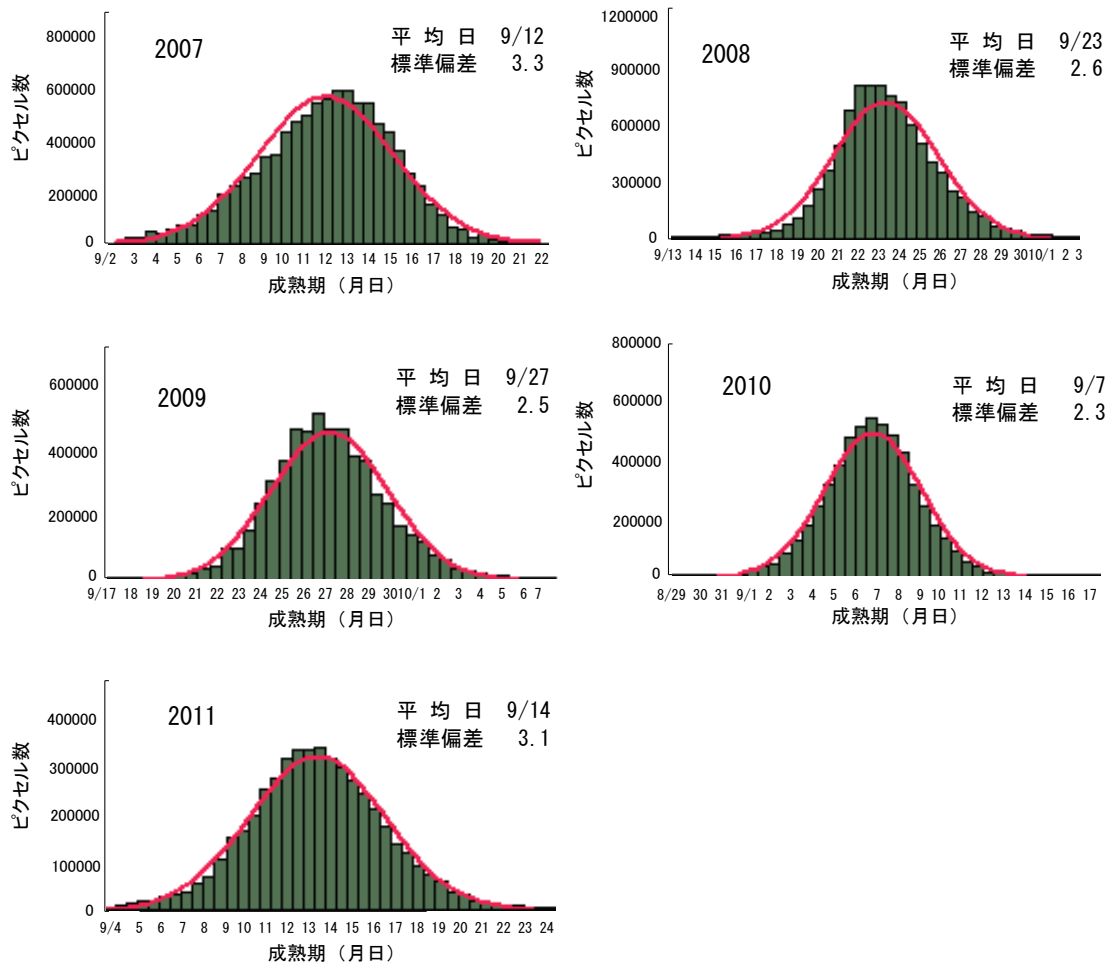 2007
平 均 日 9/12
標準偏差 3.3
ピクセル数
800000
600000
400000
200000
0
9/2 3 4 5 6 7 8 9 10 11 12 13 14 15 16 17 18 19 20 21 22
成熟期（月日）
2008
平 均 日 9/23
標準偏差 2.6
ピクセル数
1200000
900000
600000
300000
0
9/13 14 15 16 17 18 19 20 21 22 23 24 25 26 27 28 29 30 10/1 2 3
成熟期（月日）
2009
平 均 日 9/27
標準偏差 2.5
ピクセル数
600000
400000
200000
0
9/17 18 19 20 21 22 23 24 25 26 27 28 29 30 10/1 2 3 4 5 6 7
成熟期（月日）
2010
平 均 日 9/7
標準偏差 2.3
ピクセル数
800000
600000
400000
200000
0
8/29 30 31 9/1 2 3 4 5 6 7 8 9 10 11 12 13 14 15 16 17
成熟期（月日）
2011
平 均 日 9/14
標準偏差 3.1
ピクセル数
400000
300000
200000
100000
0
9/4 5 6 7 8 9 10 11 12 13 14 15 16 17 18 19 20 21 22 23 24
成熟期（月日）